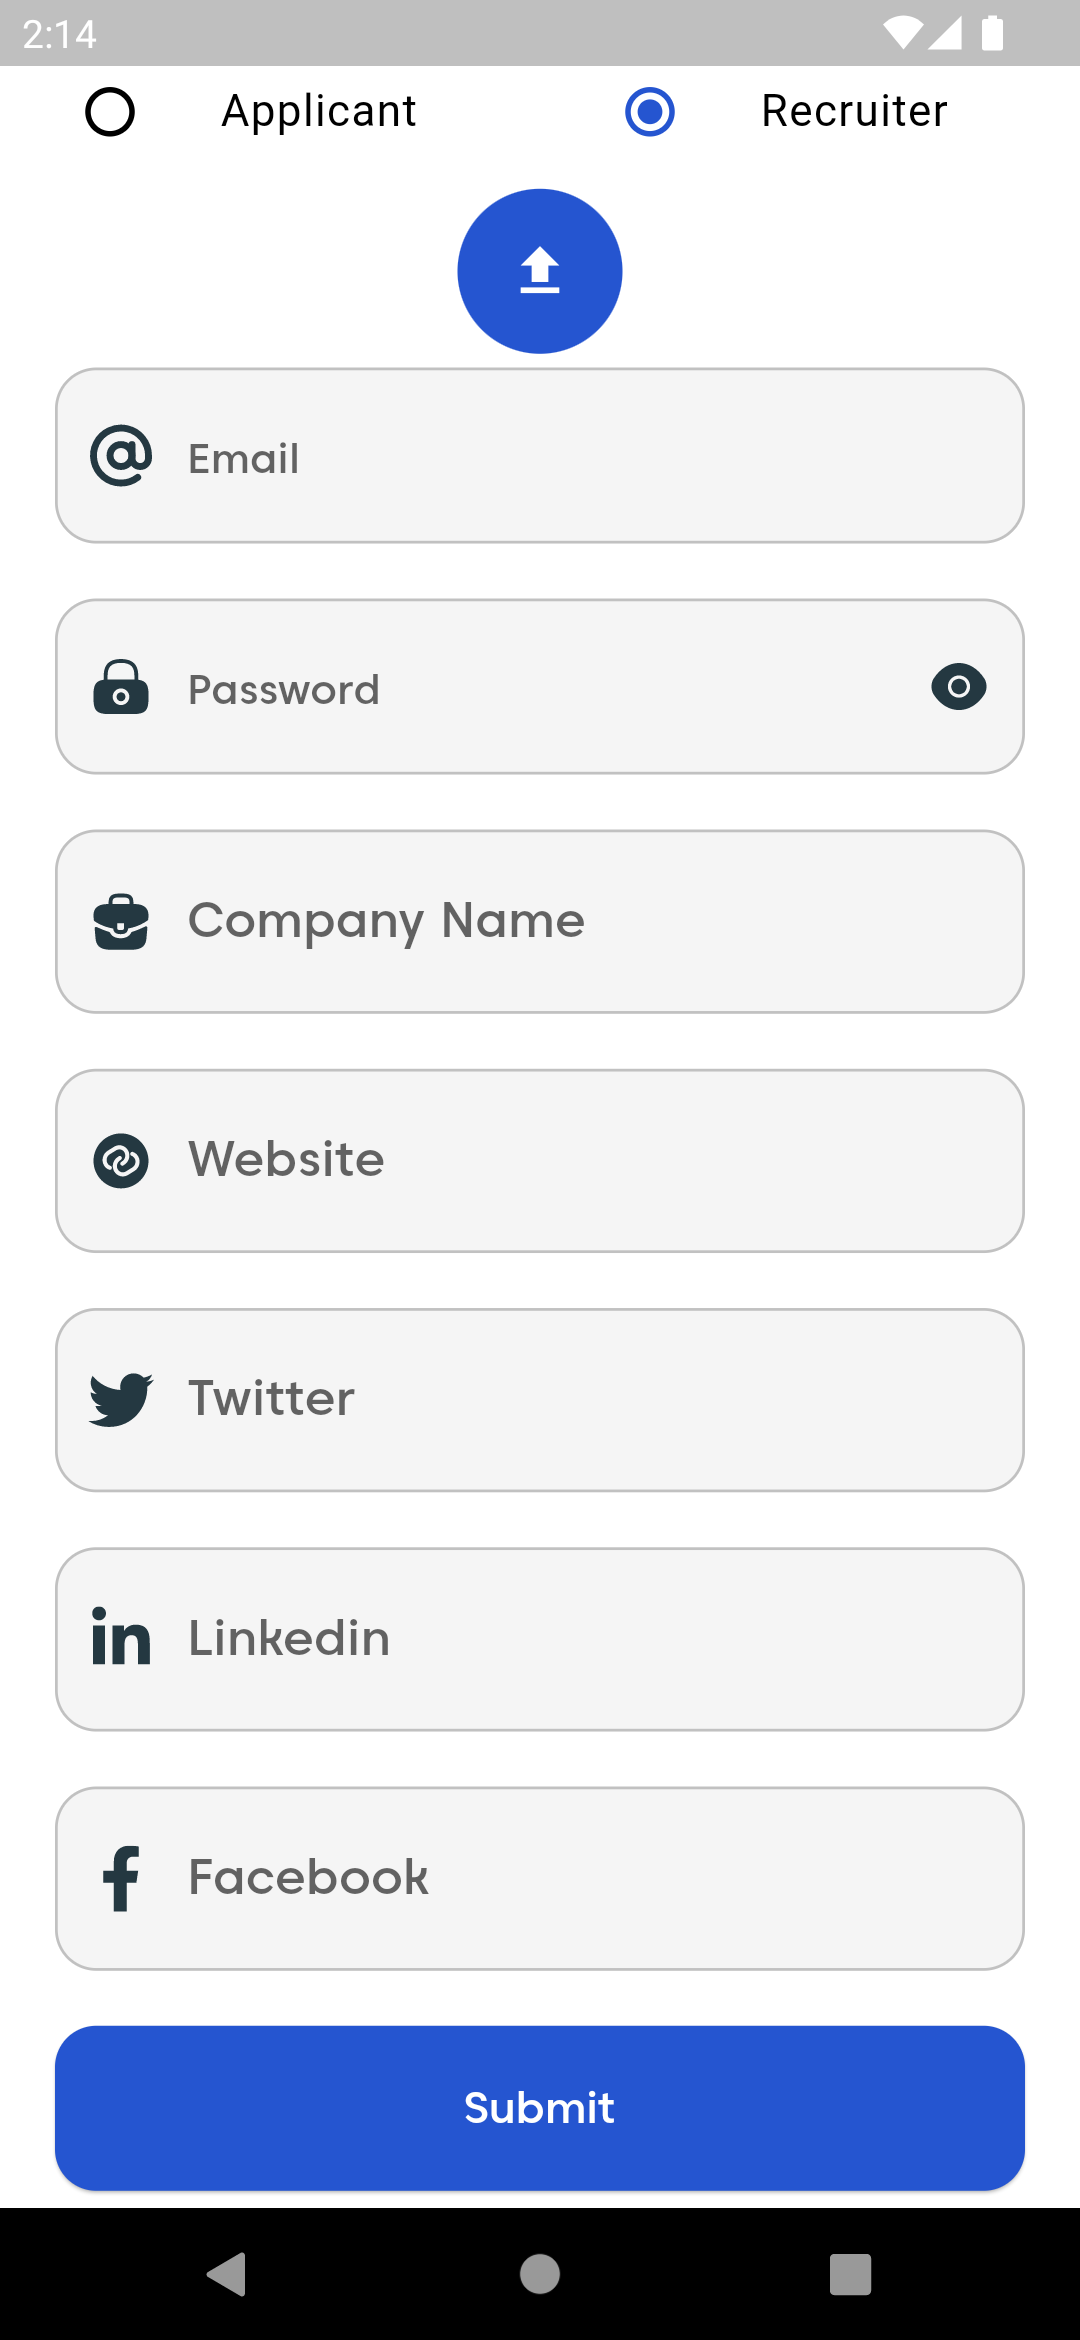 2:14
Applicant Recruiter
Email
Password
Company Name
Website
Twitter
Linkedin
Facebook
Submit